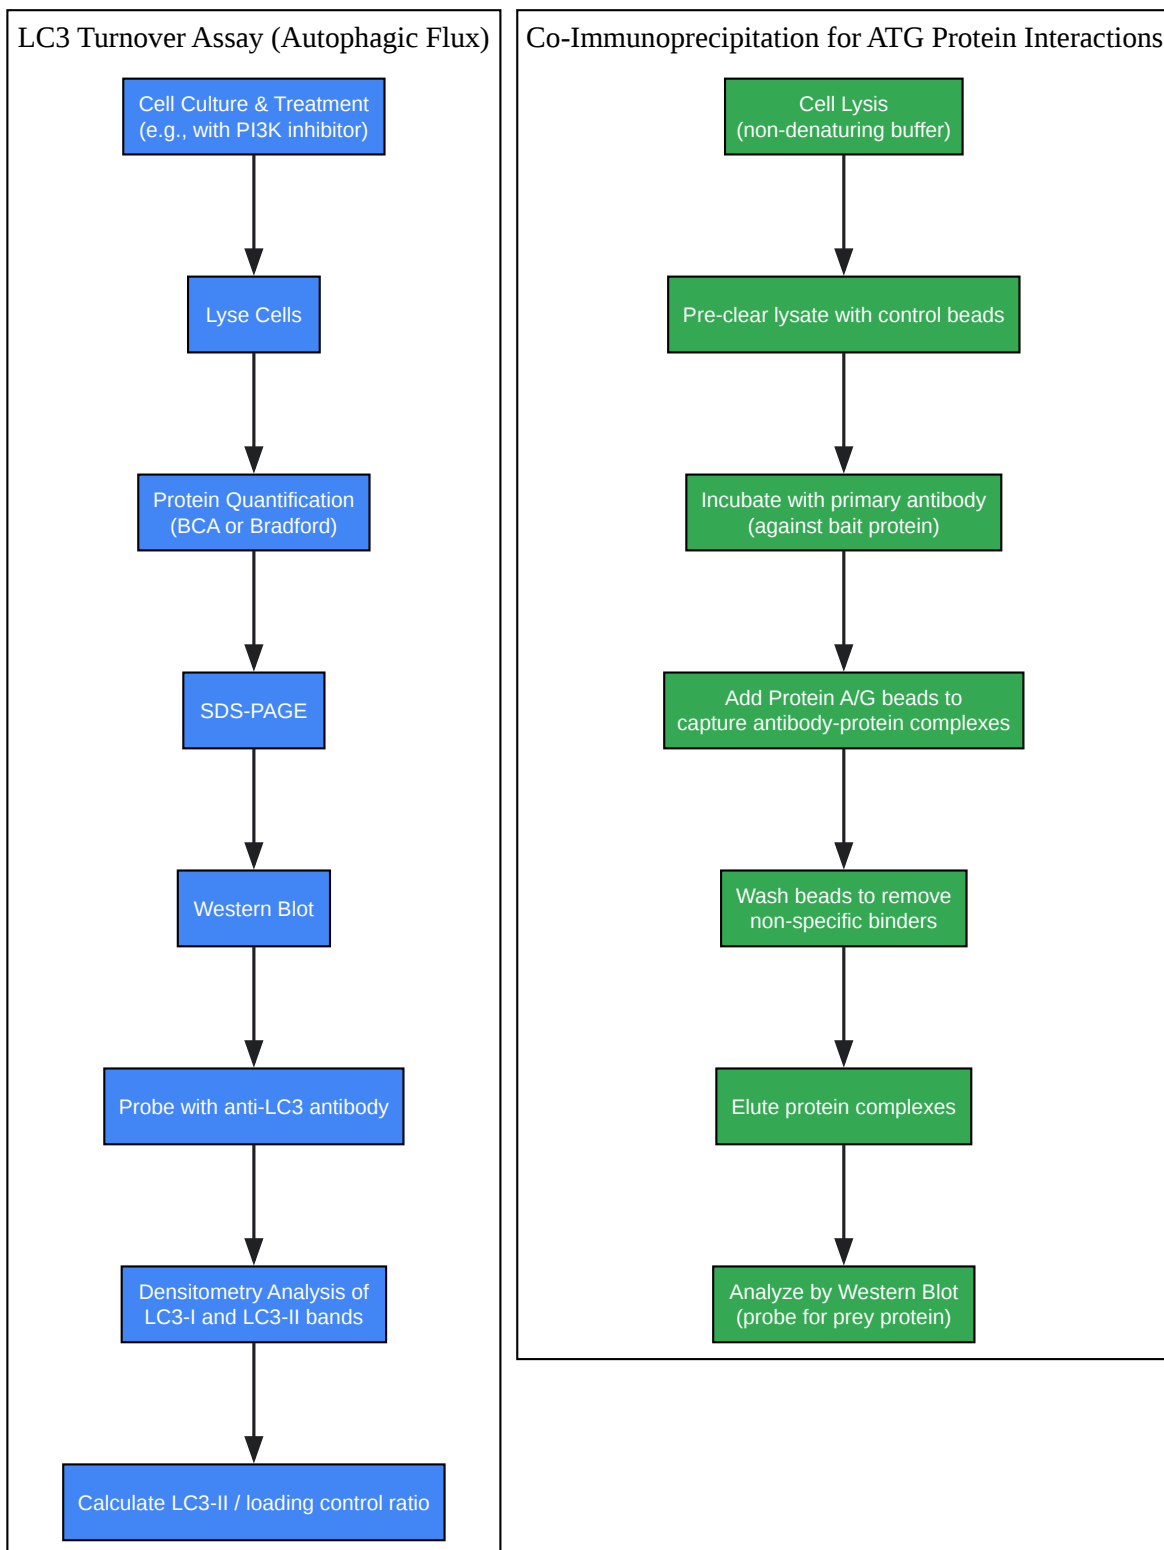 LC3 Turnover Assay (Autophagic Flux)
Cell Culture & Treatment
(e.g., with PI3K inhibitor)
Lyse Cells
Protein Quantification
(BCA or Bradford)
SDS-PAGE
Western Blot
Probe with anti-LC3 antibody
Densitometry Analysis of
LC3-I and LC3-II bands
Calculate LC3-II / loading control ratio
Co-Immunoprecipitation for ATG Protein Interactions
Cell Lysis
(non-denaturing buffer)
Pre-clear lysate with control beads
Incubate with primary antibody
(against bait protein)
Add Protein A/G beads to
capture antibody-protein complexes
Wash beads to remove
non-specific binders
Elute protein complexes
Analyze by Western Blot
(probe for prey protein)